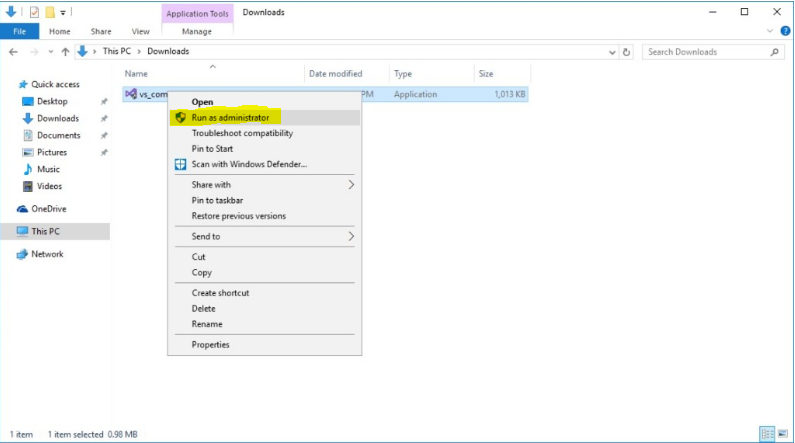 Application Tools Downloads
File Home Share View Manage
This PC Downloads Search Downloads
Name Date modified Type Size
Quick access
vs_com PM Application 1,013 KB
Desktop
Open
Downloads
Run as administrator
Documents
Troubleshoot compatibility
Pictures
Pin to Start
Music
Scan with Windows Defender...
Videos
Share with
Pin to taskbar
OneDrive
Restore previous versions
This PC
Send to
Network
Cut
Copy
Create shortcut
Delete
Rename
Properties
1 item 1 item selected 0.98 MB